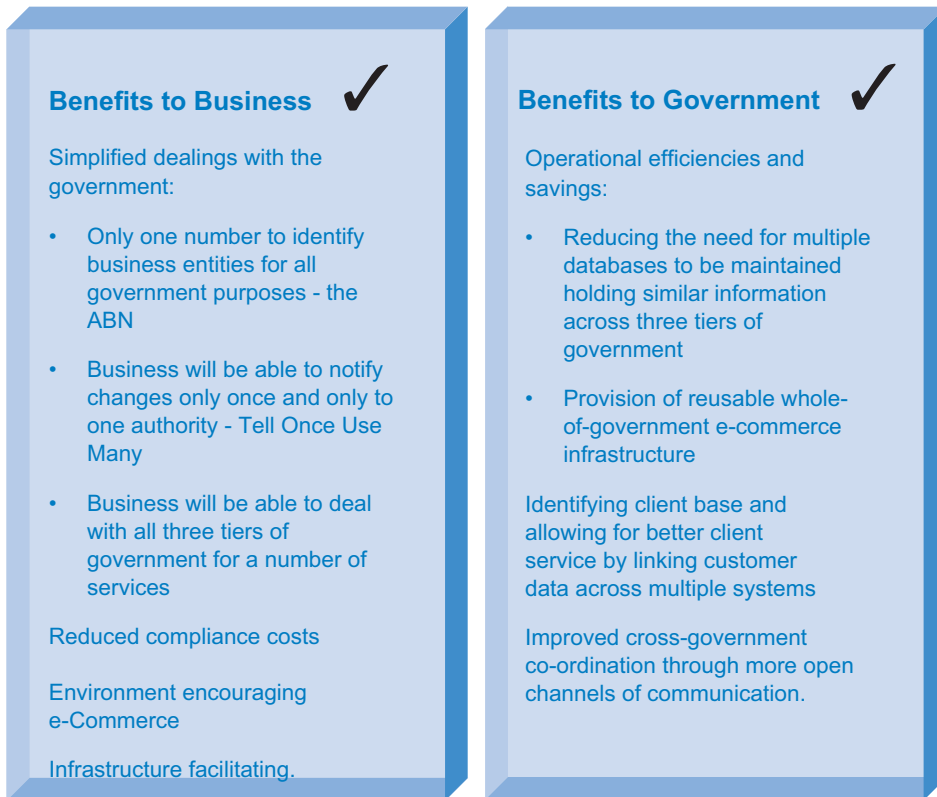 Benefits to Business ✓
Simplified dealings with the
government:
• Only one number to identify
business entities for all
government purposes - the
ABN
• Business will be able to notify
changes only once and only to
one authority - Tell Once Use
Many
• Business will be able to deal
with all three tiers of
government for a number of
services
Reduced compliance costs
Environment encouraging
e-Commerce
Infrastructure facilitating.
Benefits to Government ✓
Operational efficiencies and
savings:
• Reducing the need for multiple
databases to be maintained
holding similar information
across three tiers of
government
• Provision of reusable whole-
of-government e-commerce
infrastructure
Identifying client base and
allowing for better client
service by linking customer
data across multiple systems
Improved cross-government
co-ordination through more open
channels of communication.